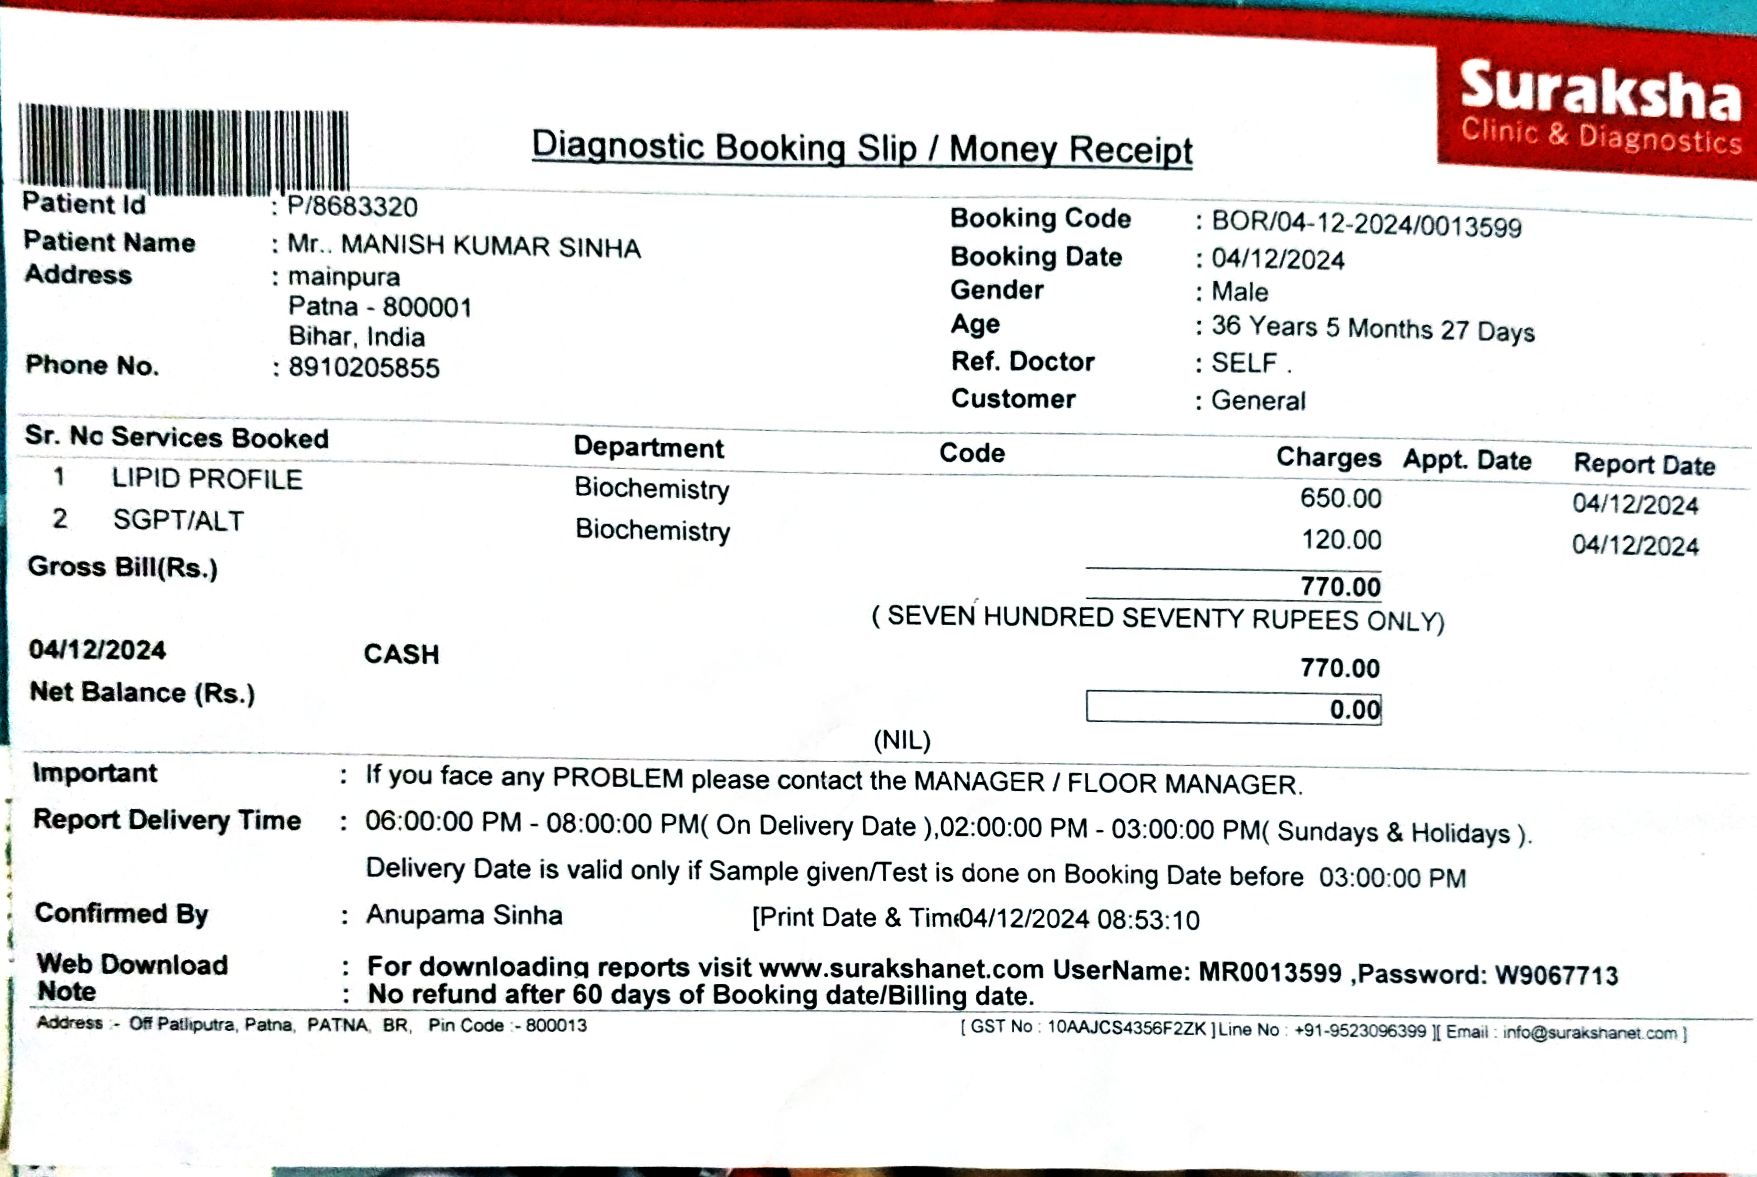 Suraksha
Clinic & Diagnostics
Diagnostic Booking Slip / Money Receipt
Patient Id : P/8683320
Patient Name : Mr.. MANISH KUMAR SINHA
Address : mainpura
Patna - 800001
Bihar, India
Phone No. : 8910205855
Booking Code : BOR/04-12-2024/0013599
Booking Date : 04/12/2024
Gender : Male
Age : 36 Years 5 Months 27 Days
Ref. Doctor : SELF .
Customer : General
Sr. No Services Booked Department Code Charges Appt. Date Report Date
1 LIPID PROFILE Biochemistry 650.00 04/12/2024
2 SGPT/ALT Biochemistry 120.00 04/12/2024
Gross Bill(Rs.) 770.00
( SEVEN HUNDRED SEVENTY RUPEES ONLY)
04/12/2024 CASH 770.00
Net Balance (Rs.) 0.00
(NIL)
Important : If you face any PROBLEM please contact the MANAGER / FLOOR MANAGER.
Report Delivery Time : 06:00:00 PM - 08:00:00 PM( On Delivery Date ),02:00:00 PM - 03:00:00 PM( Sundays & Holidays ).
Delivery Date is valid only if Sample given/Test is done on Booking Date before 03:00:00 PM
Confirmed By : Anupama Sinha [Print Date & Time04/12/2024 08:53:10
Web Download : For downloading reports visit www.surakshanet.com UserName: MR0013599 ,Password: W9067713
Note : No refund after 60 days of Booking date/Billing date.
Address :- Off Patliputra, Patna, PATNA, BR, Pin Code :- 800013 [ GST No : 10AAJCS4356F2ZK ]Line No : +91-9523096399 ][ Email : info@surakshanet.com ]